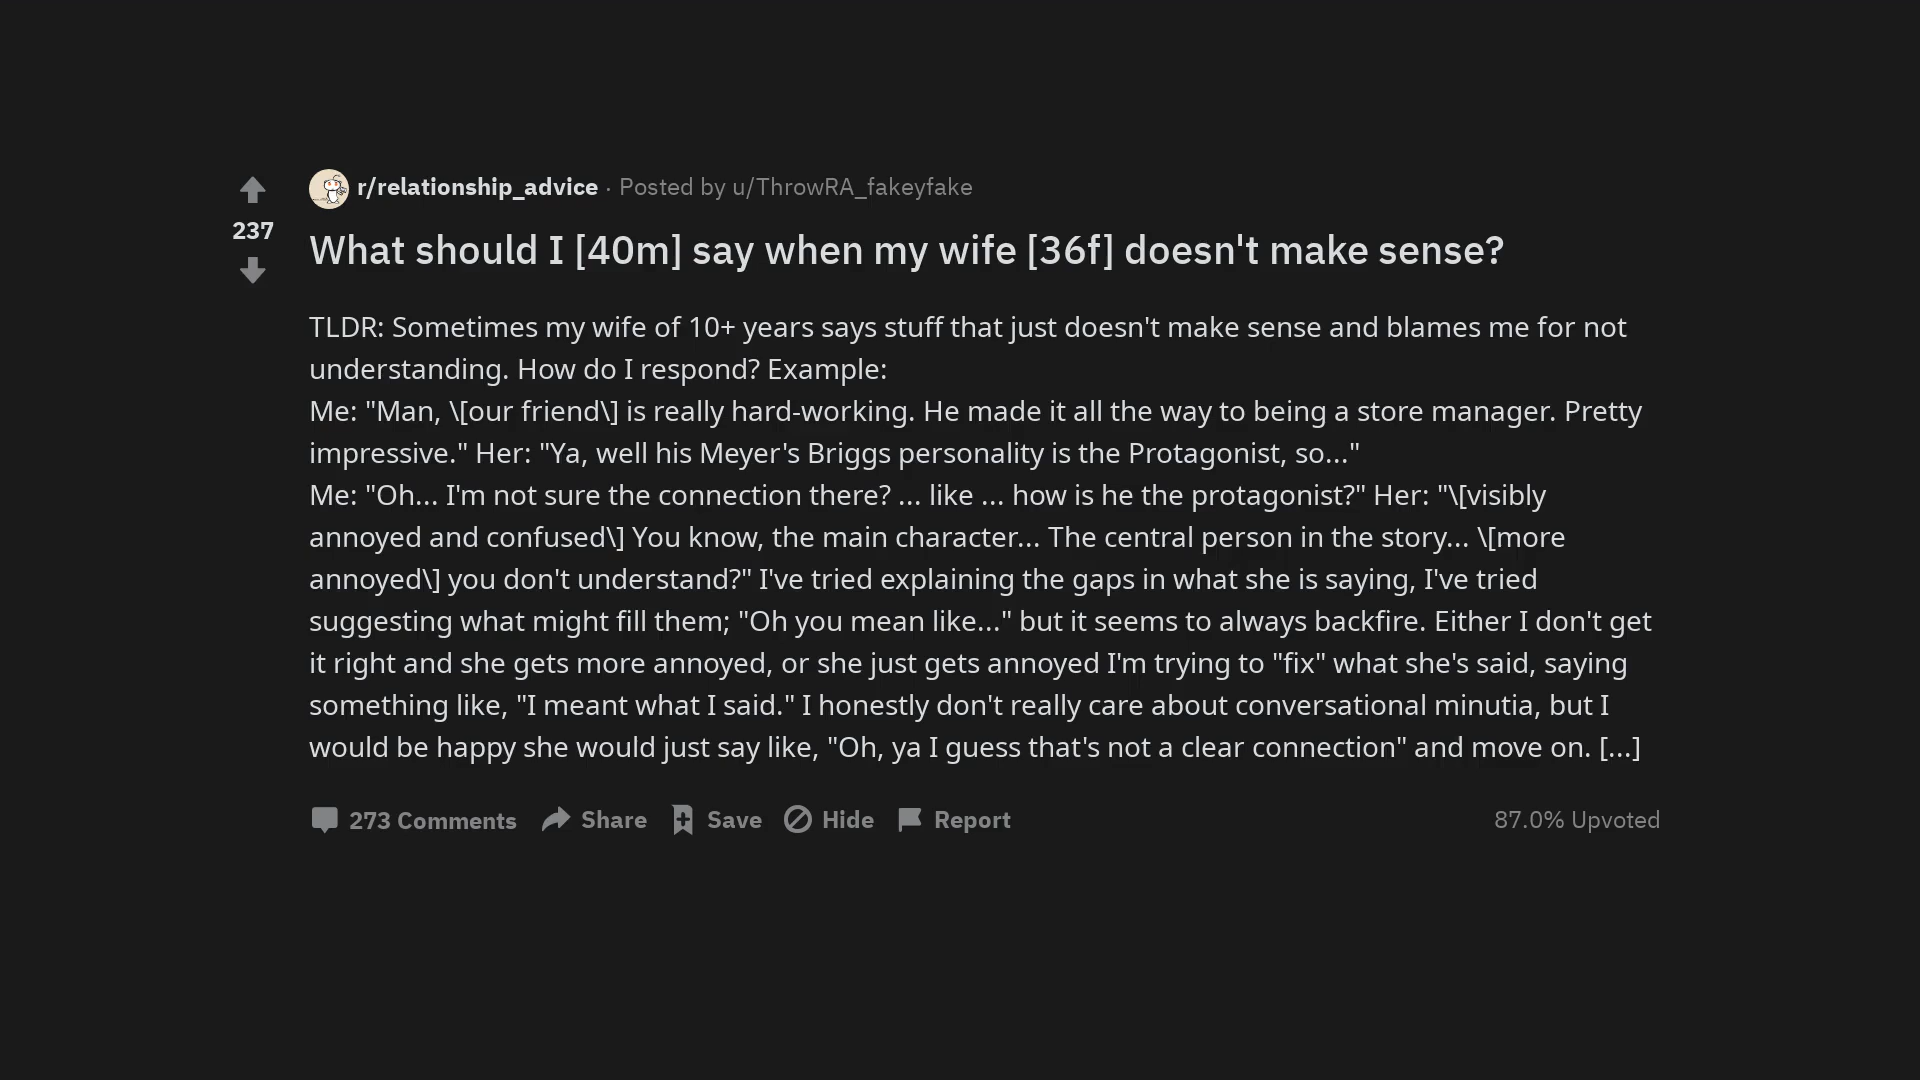 r/relationship_advice · Posted by u/ThrowRA_fakeyfake
237
What should I [40m] say when my wife [36f] doesn't make sense?
TLDR: Sometimes my wife of 10+ years says stuff that just doesn't make sense and blames me for not
understanding. How do I respond? Example:
Me: "Man, \[our friend\] is really hard-working. He made it all the way to being a store manager. Pretty
impressive." Her: "Ya, well his Meyer's Briggs personality is the Protagonist, so..."
Me: "Oh... I'm not sure the connection there? ... like ... how is he the protagonist?" Her: "\[visibly
annoyed and confused\] You know, the main character... The central person in the story... \[more
annoyed\] you don't understand?" I've tried explaining the gaps in what she is saying, I've tried
suggesting what might fill them; "Oh you mean like..." but it seems to always backfire. Either I don't get
it right and she gets more annoyed, or she just gets annoyed I'm trying to "fix" what she's said, saying
something like, "I meant what I said." I honestly don't really care about conversational minutia, but I
would be happy she would just say like, "Oh, ya I guess that's not a clear connection" and move on. [...]
273 Comments Share Save Hide Report 87.0% Upvoted